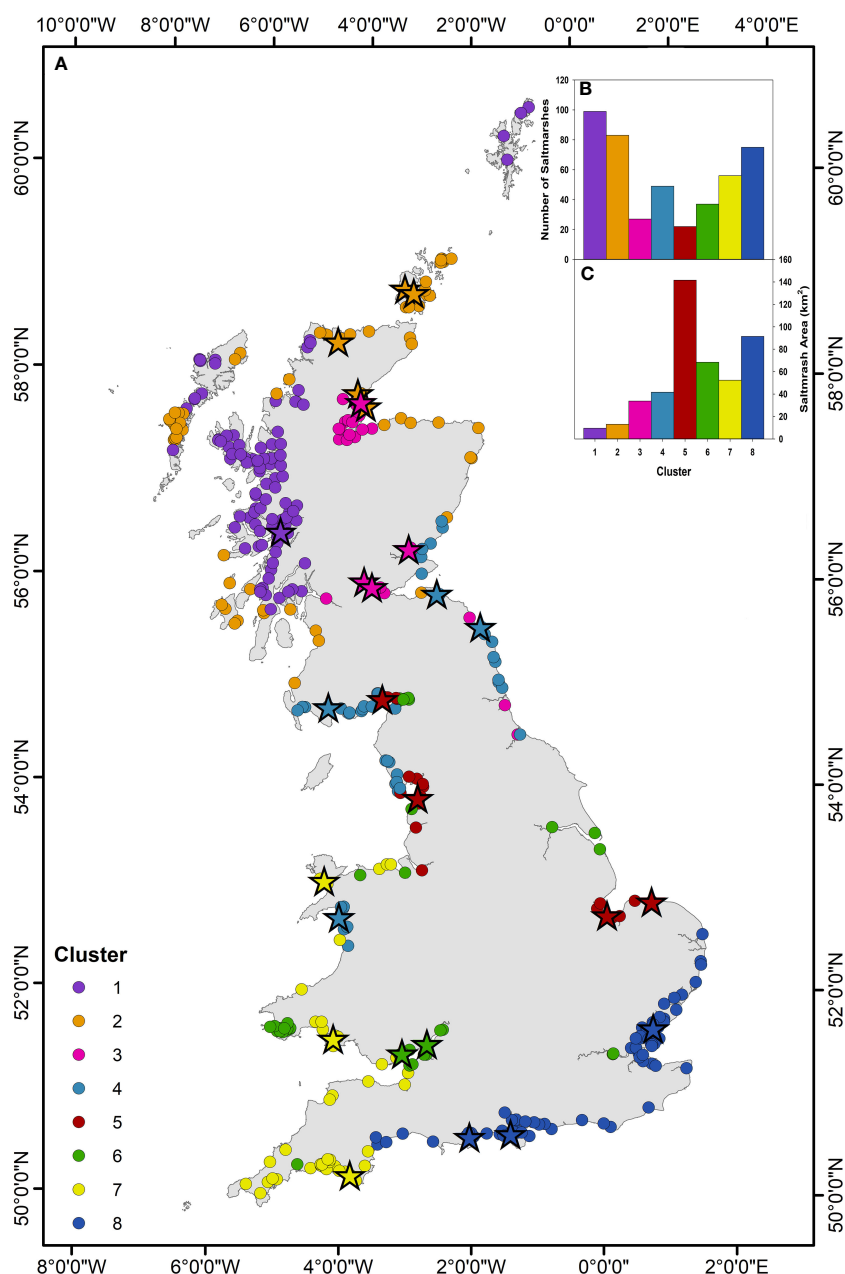 10°0'0"W 8°0'0"W 6°0'0"W 4°0'0"W 2°0'0"W 0°0'0" 2°0'0"E 4°0'0"E
A
60°0'0"N
58°0'0"N
56°0'0"N
54°0'0"N
52°0'0"N
50°0'0"N
B
Number of Saltmarshes
120
100
80
60
40
20
0
C
160
140
120
100
80
60
40
20
0
Saltmrash Area (km²)
1 2 3 4 5 6 7 8
Cluster
60°0'0"N
58°0'0"N
56°0'0"N
54°0'0"N
52°0'0"N
50°0'0"N
Cluster
1
2
3
4
5
6
7
8
8°0'0"W 6°0'0"W 4°0'0"W 2°0'0"W 0°0'0" 2°0'0"E